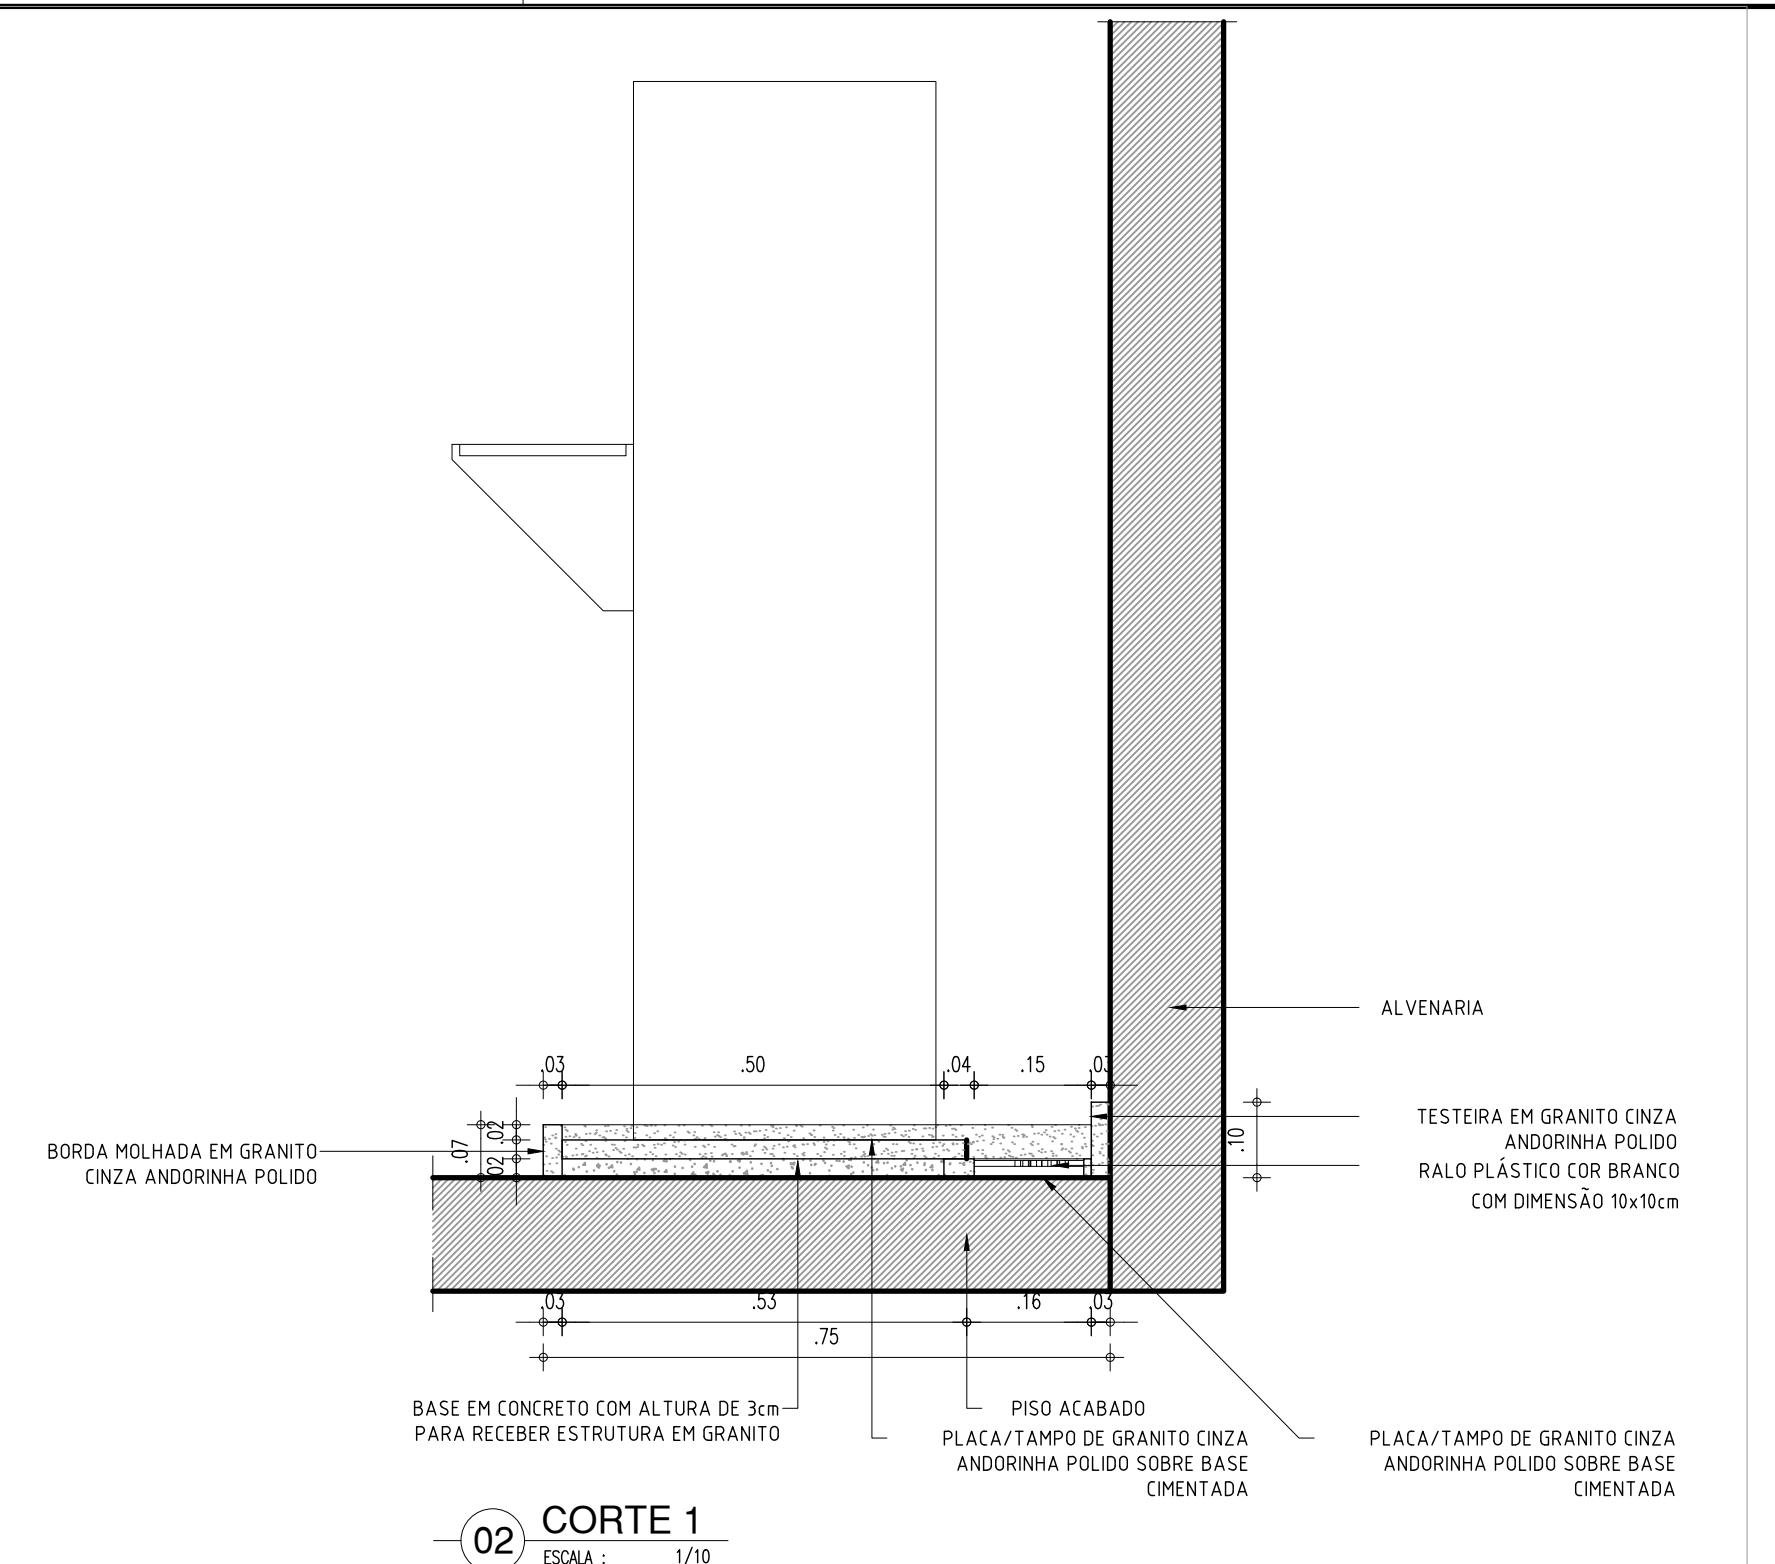 ALVENARIA
.03 .50 .04 .15 .03
TESTEIRA EM GRANITO CINZA
ANDORINHA POLIDO
.10
RALO PLÁSTICO COR BRANCO
COM DIMENSÃO 10x10cm
BORDA MOLHADA EM GRANITO
CINZA ANDORINHA POLIDO
.07
.02
.02
.03 .53 .16 .03
.75
BASE EM CONCRETO COM ALTURA DE 3cm
PARA RECEBER ESTRUTURA EM GRANITO
PISO ACABADO
PLACA/TAMPO DE GRANITO CINZA
ANDORINHA POLIDO SOBRE BASE
CIMENTADA
PLACA/TAMPO DE GRANITO CINZA
ANDORINHA POLIDO SOBRE BASE
CIMENTADA
02 CORTE 1
ESCALA : 1/10